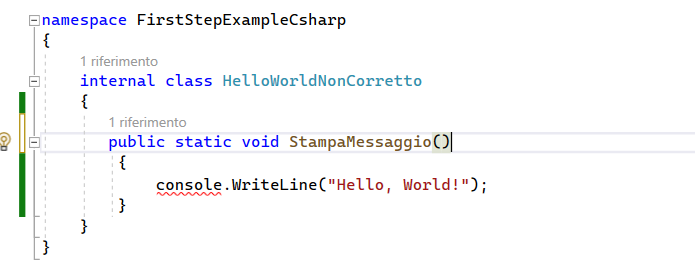 namespace FirstStepExampleCsharp
{
1 riferimento
internal class HelloWorldNonCorretto
{
1 riferimento
public static void StampaMessaggio()
{
console.WriteLine("Hello, World!");
}
}
}